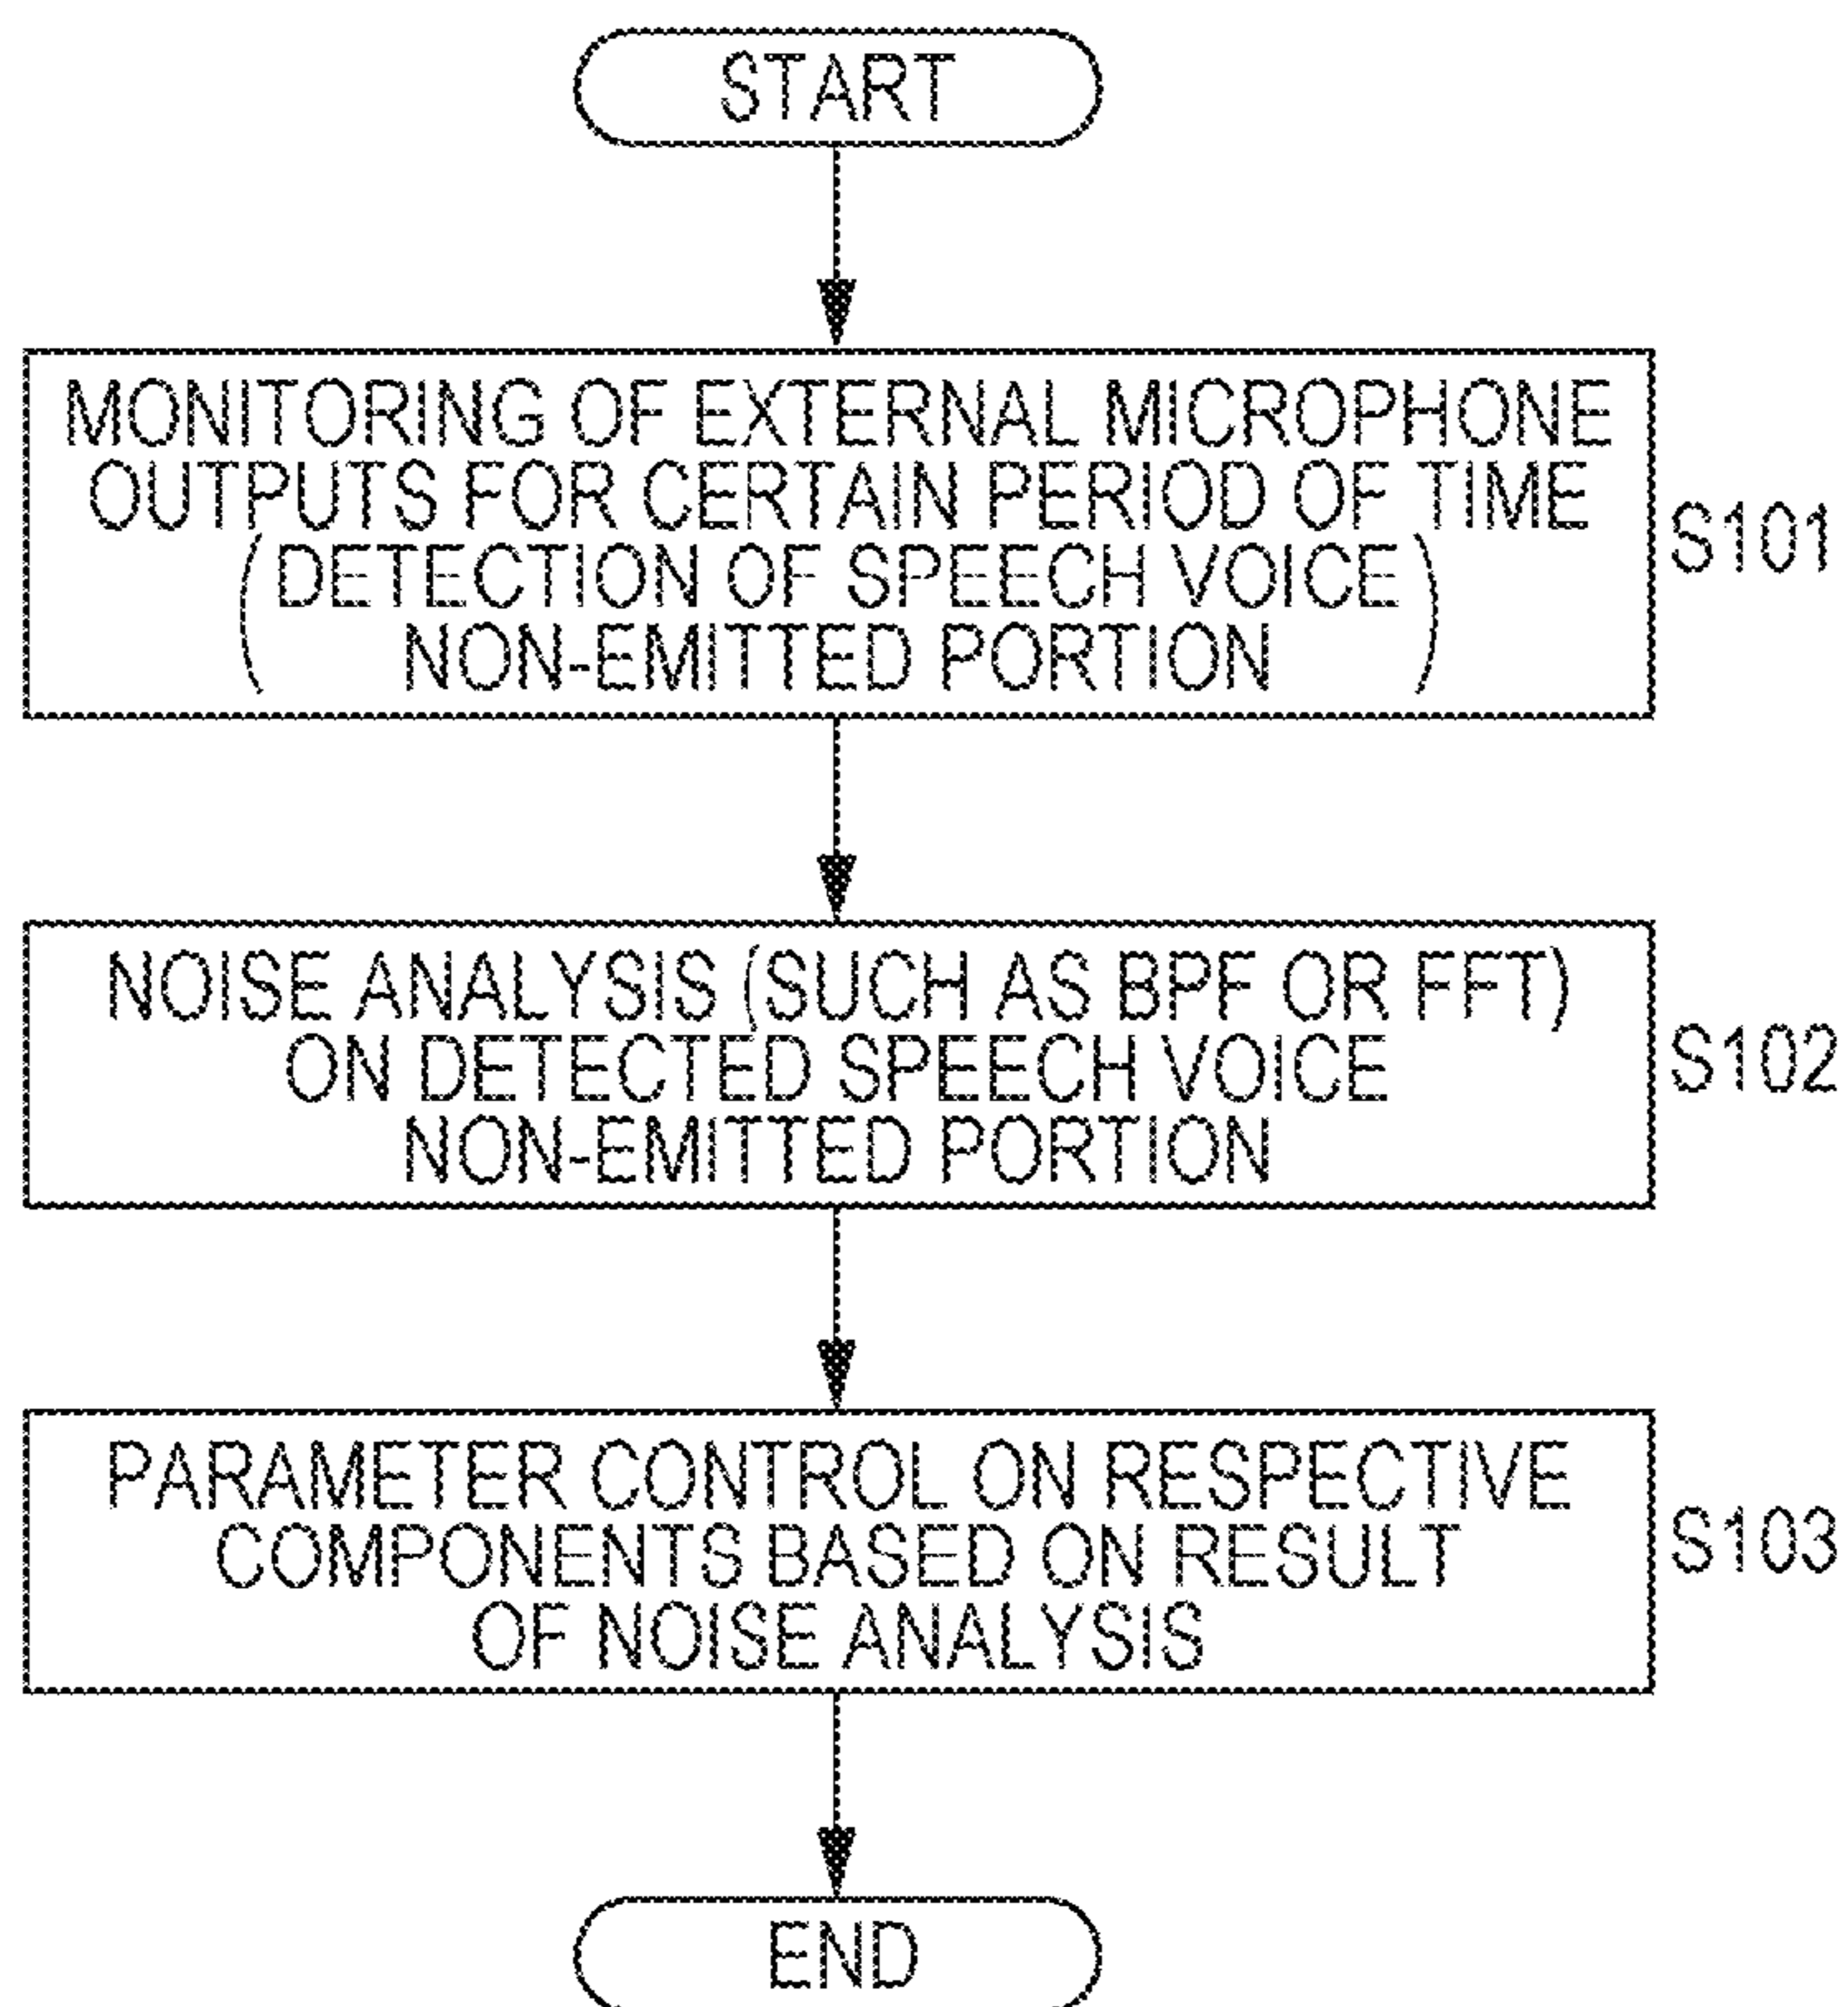 START
MONITORING OF EXTERNAL MICROPHONE
OUTPUTS FOR CERTAIN PERIOD OF TIME
(DETECTION OF SPEECH VOICE
NON-EMITTED PORTION)
S101
NOISE ANALYSIS (SUCH AS BPF OR FFT)
ON DETECTED SPEECH VOICE
NON-EMITTED PORTION
S102
PARAMETER CONTROL ON RESPECTIVE
COMPONENTS BASED ON RESULT
OF NOISE ANALYSIS
S103
END